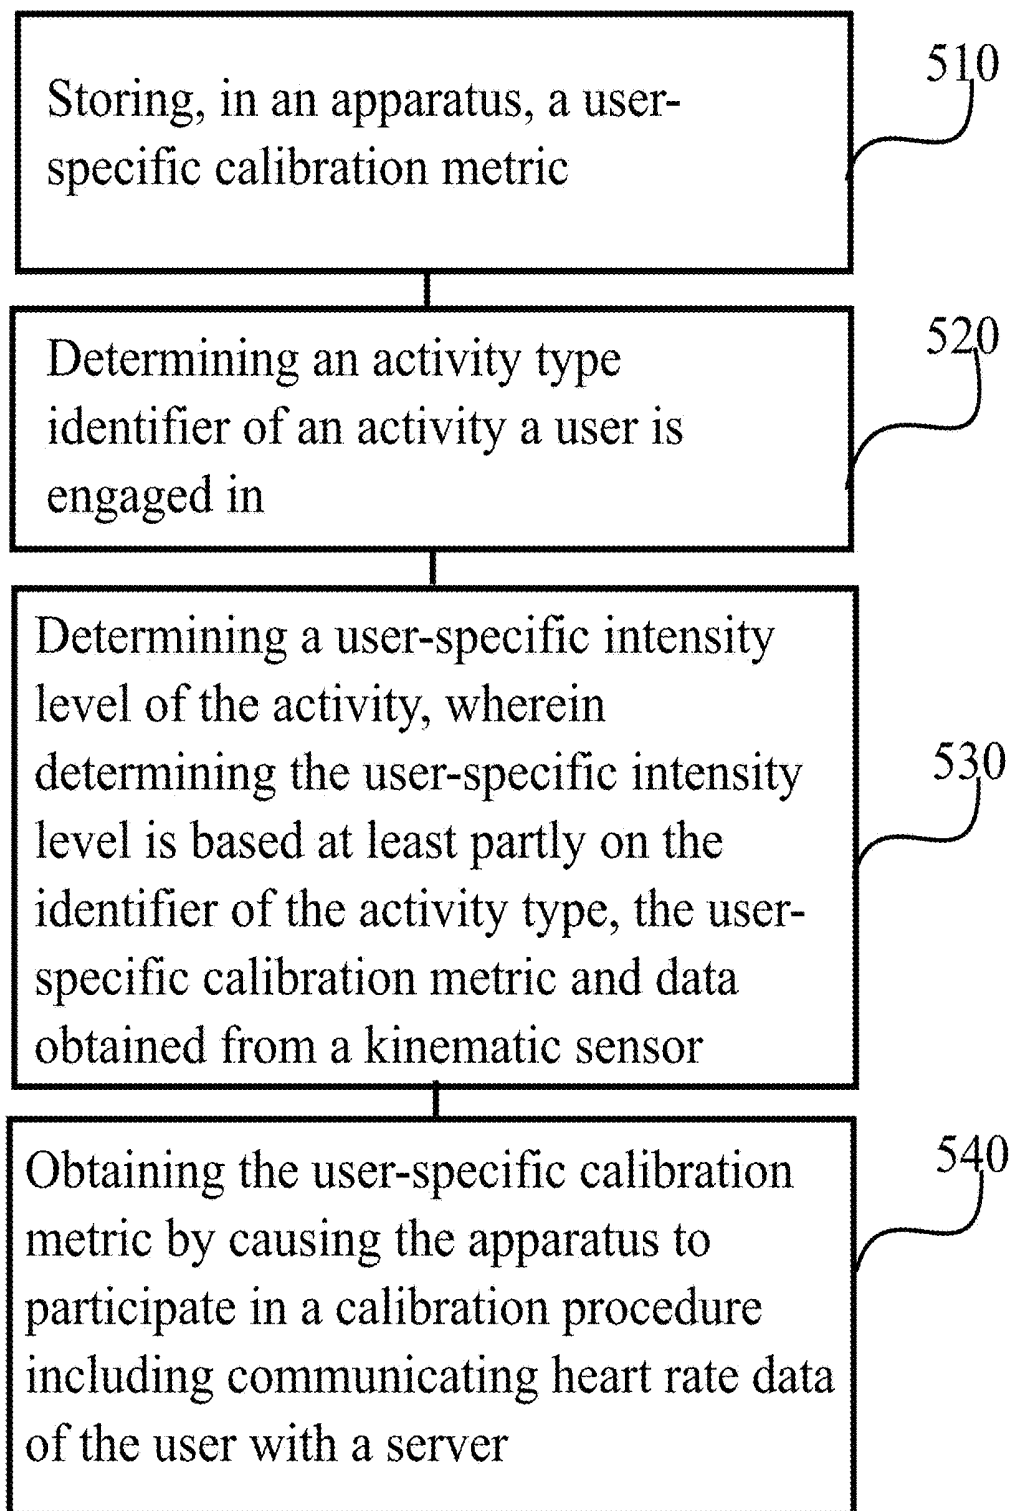 Storing, in an apparatus, a user-
specific calibration metric
510
Determining an activity type
identifier of an activity a user is
engaged in
520
Determining a user-specific intensity
level of the activity, wherein
determining the user-specific intensity
level is based at least partly on the
identifier of the activity type, the user-
specific calibration metric and data
obtained from a kinematic sensor
530
Obtaining the user-specific calibration
metric by causing the apparatus to
participate in a calibration procedure
including communicating heart rate data
of the user with a server
540